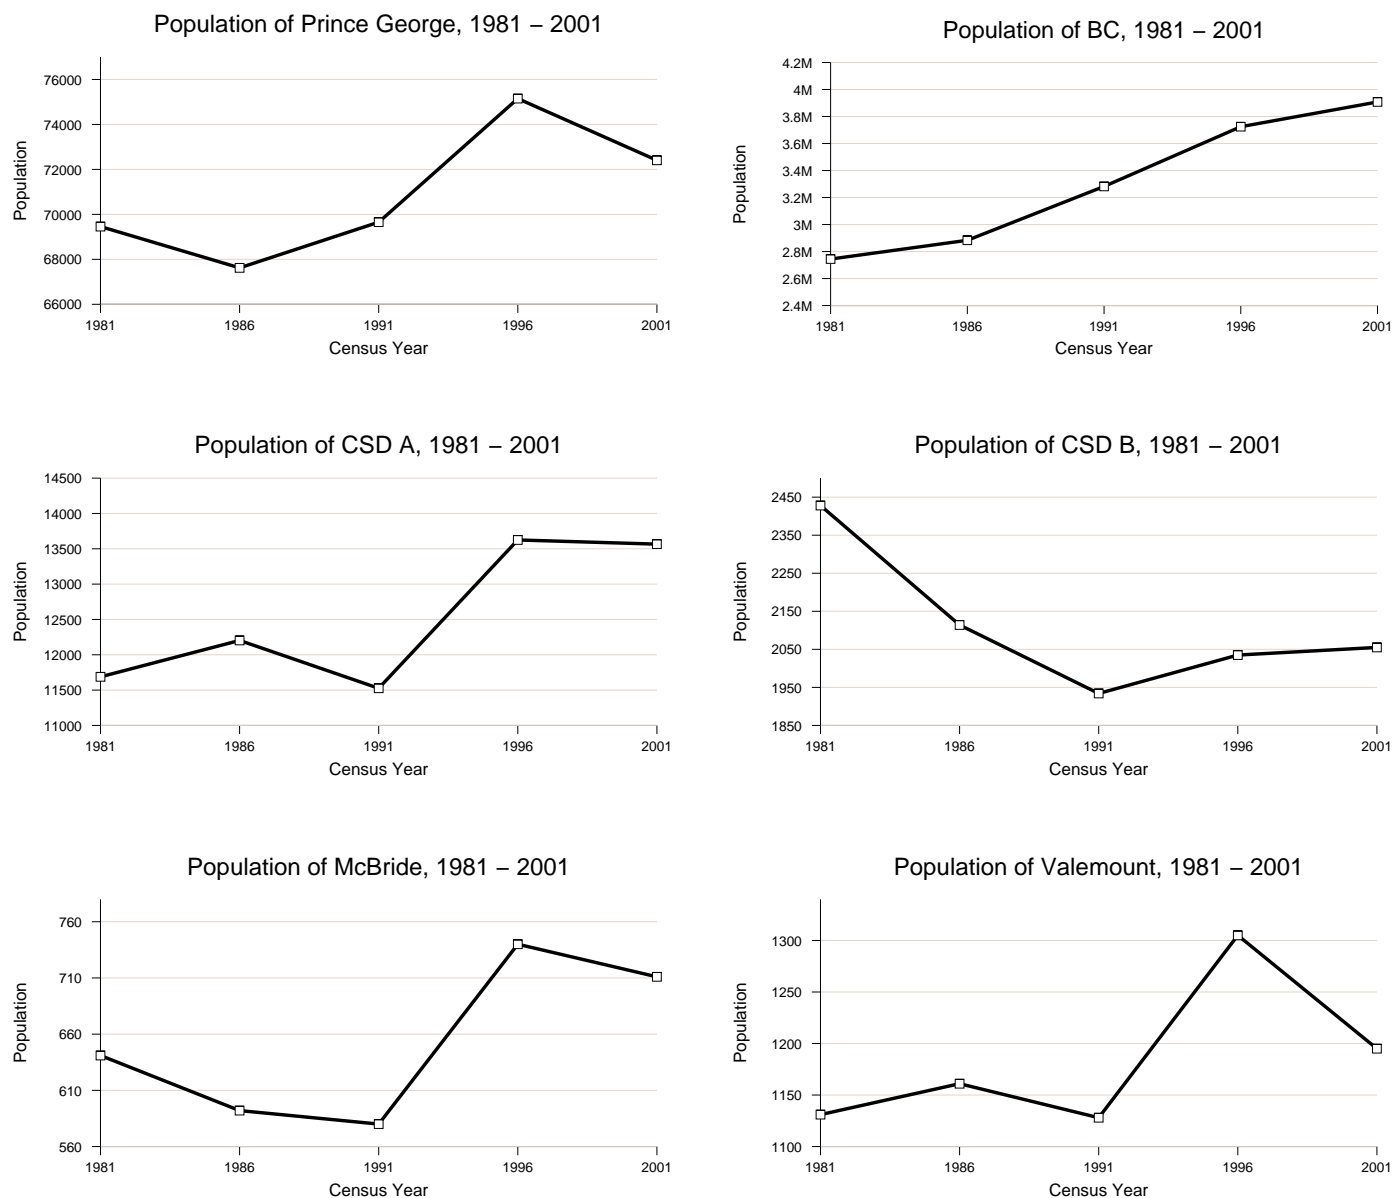 Population of Prince George, 1981 – 2001
76000
74000
72000
70000
68000
66000
Population
1981 1986 1991 1996 2001
Census Year
Population of BC, 1981 – 2001
4.2M
4M
3.8M
3.6M
3.4M
3.2M
3M
2.8M
2.6M
2.4M
Population
1981 1986 1991 1996 2001
Census Year
Population of CSD A, 1981 – 2001
14500
14000
13500
13000
12500
12000
11500
11000
Population
1981 1986 1991 1996 2001
Census Year
Population of CSD B, 1981 – 2001
2450
2350
2250
2150
2050
1950
1850
Population
1981 1986 1991 1996 2001
Census Year
Population of McBride, 1981 – 2001
760
710
660
610
560
Population
1981 1986 1991 1996 2001
Census Year
Population of Valemount, 1981 – 2001
1300
1250
1200
1150
1100
Population
1981 1986 1991 1996 2001
Census Year